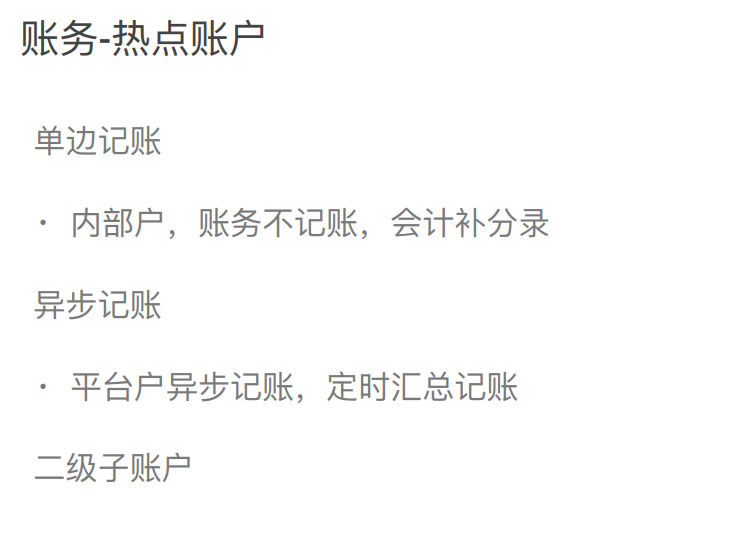 账务-热点账户
单边记账
· 内部户，账务不记账，会计补分录
异步记账
· 平台户异步记账，定时汇总记账
二级子账户